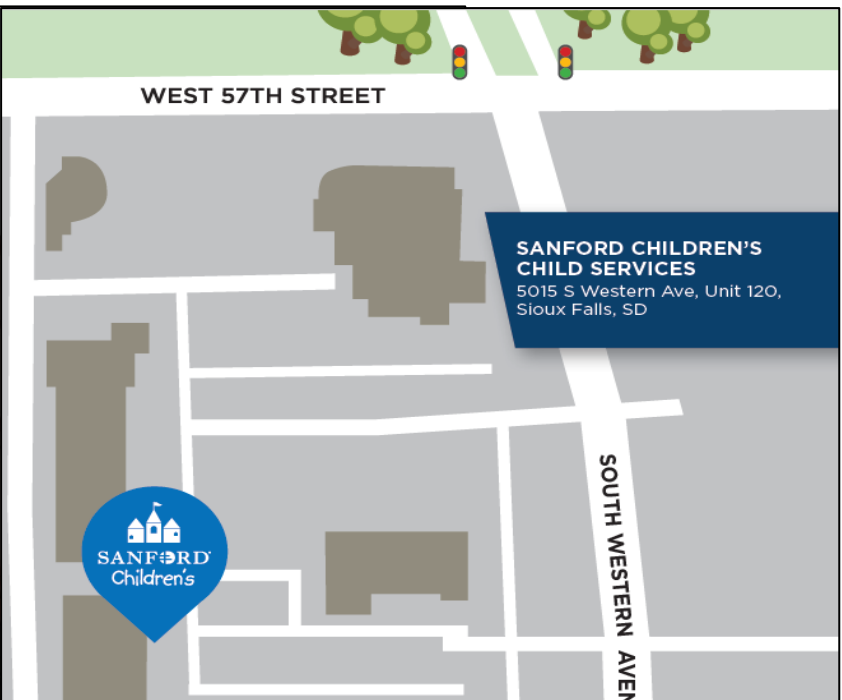 WEST 57TH STREET
SANFORD CHILDREN'S
CHILD SERVICES
5015 S Western Ave, Unit 120,
Sioux Falls, SD
SANFORD
Children's
SOUTH WESTERN AVEN